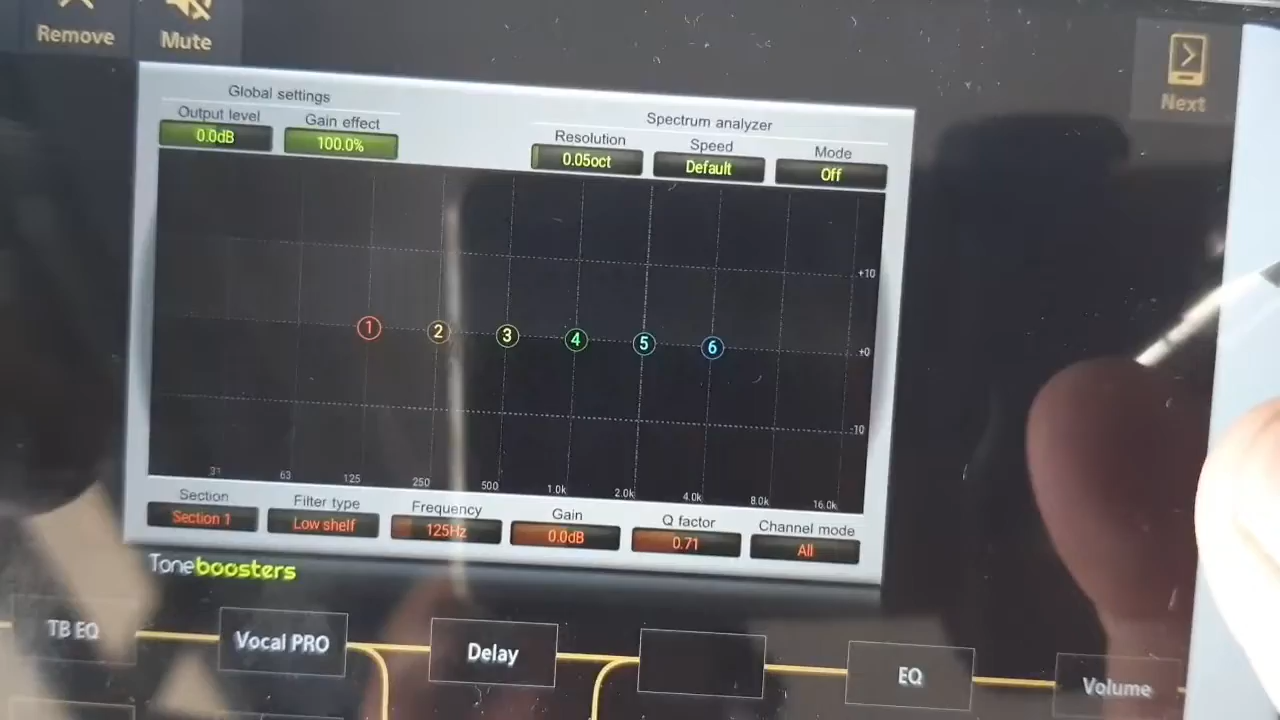 Remove
Mute
Next
Global settings
Output level
Gain effect
0.0dB
100.0%
Spectrum analyzer
Resolution
Speed
Mode
0.05oct
Default
Off
+10
1
2
3
4
5
6
+0
-10
31
63
125
250
500
1.0k
2.0k
4.0k
8.0k
16.0k
Section
Filter type
Frequency
Gain
Q factor
Channel mode
Section 1
Low shelf
125Hz
0.0dB
0.71
All
Toneboosters
TB EQ
Vocal PRO
Delay
EQ
Volume